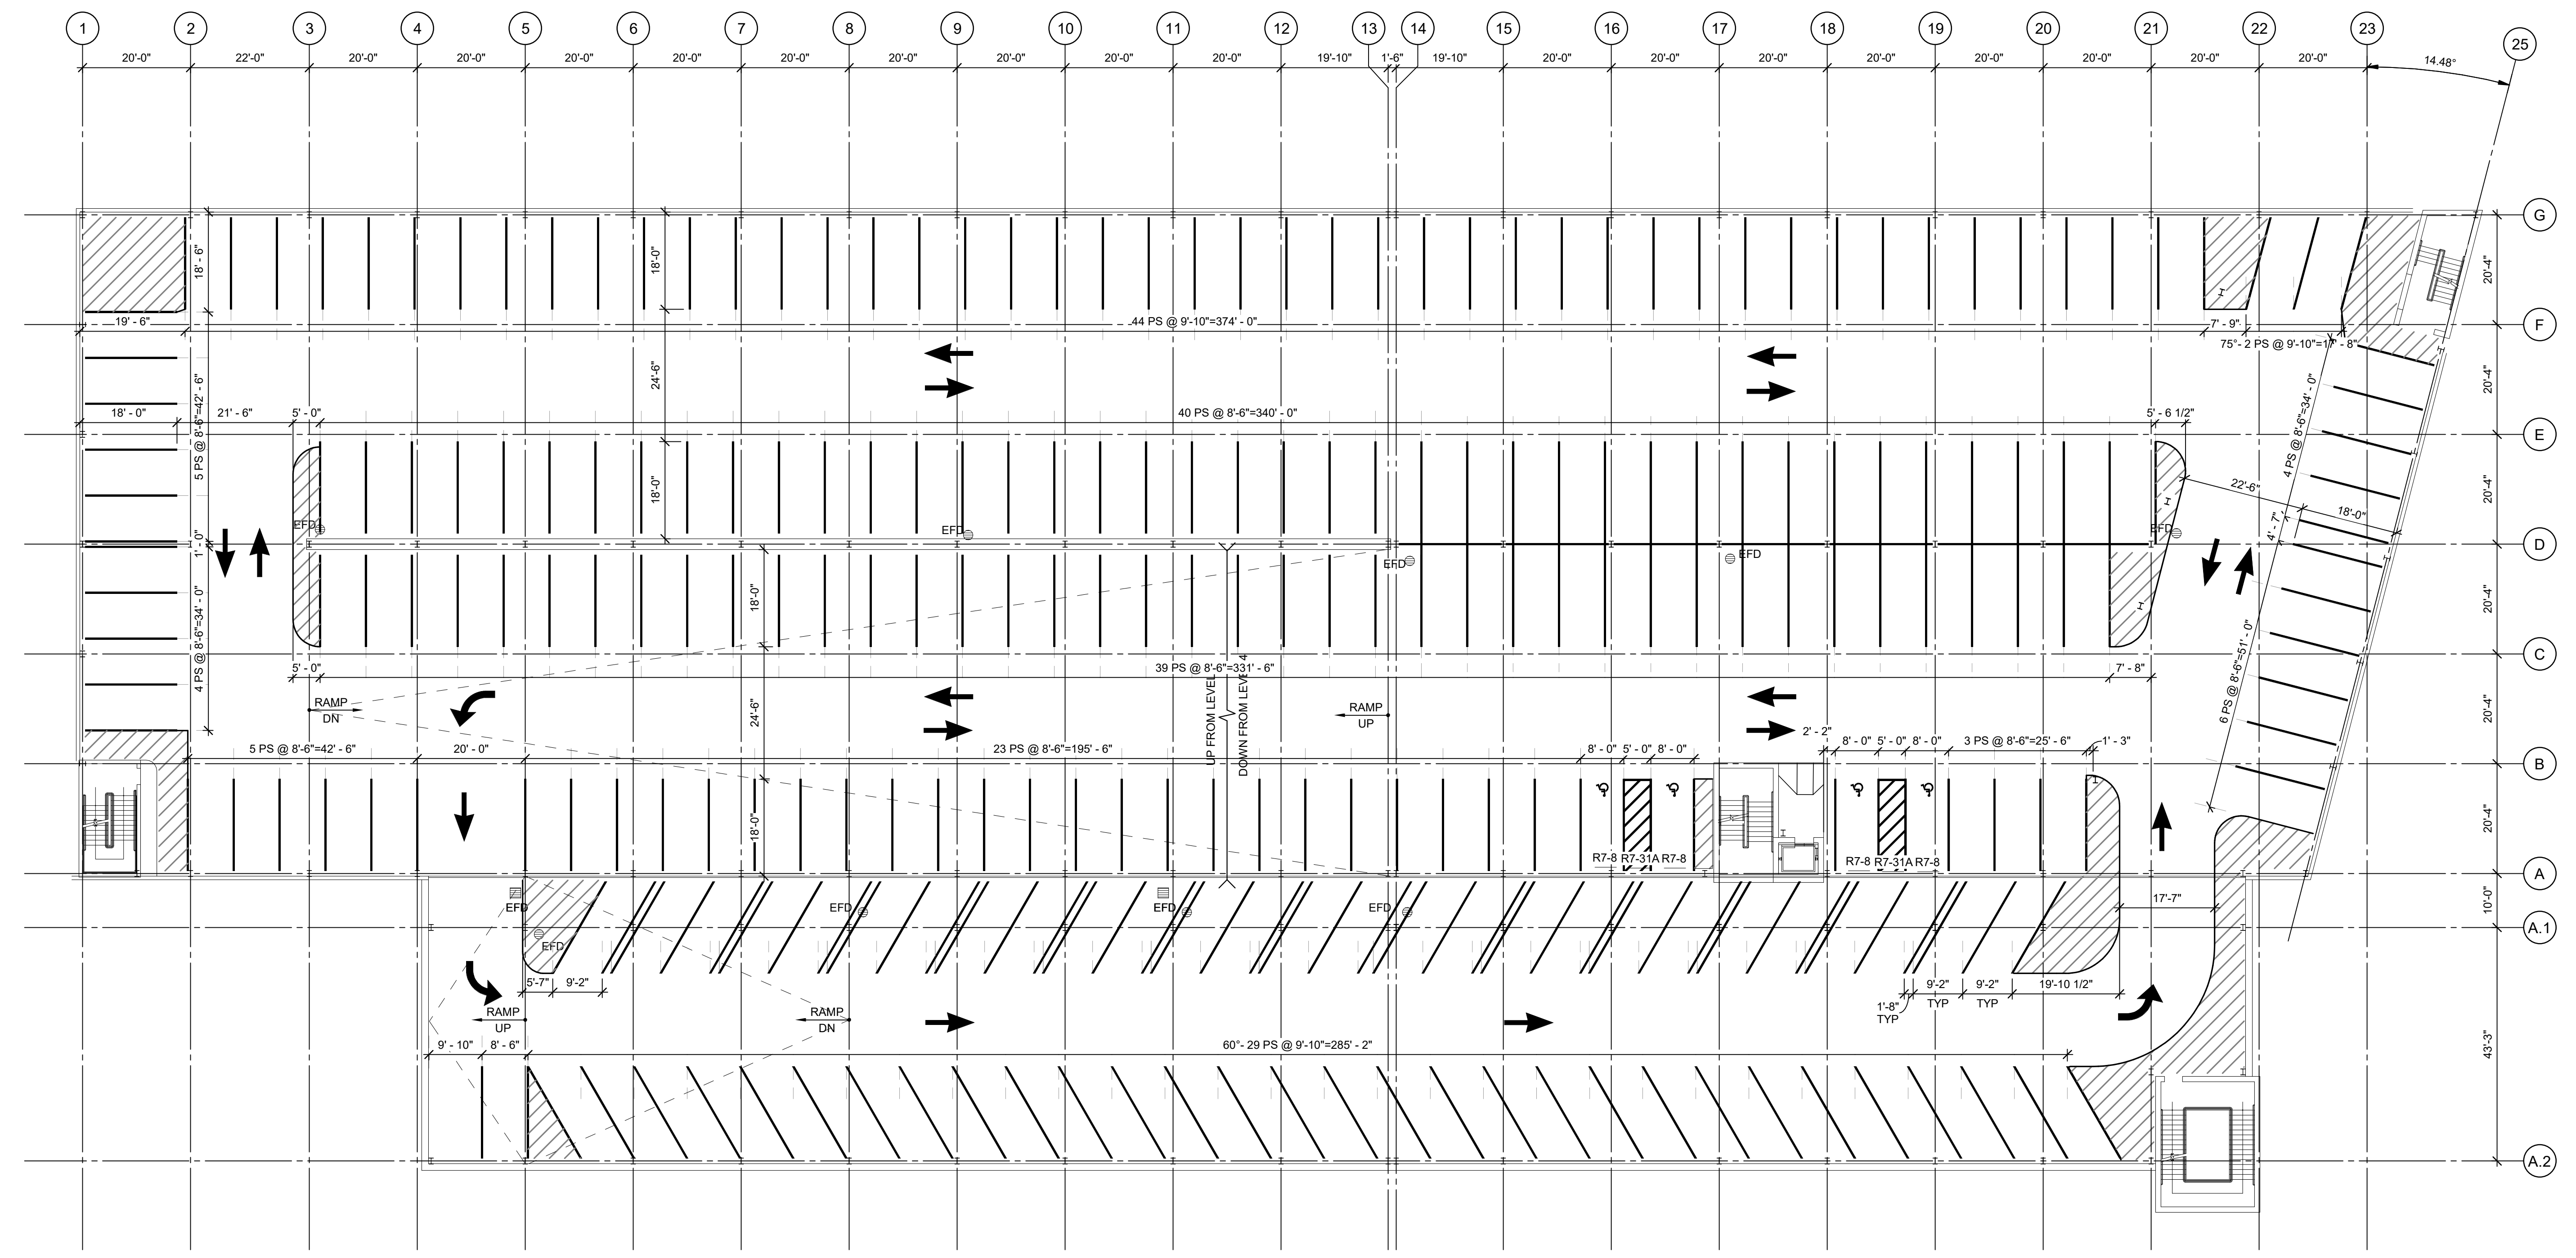 1 2 3 4 5 6 7 8 9 10 11 12 13 14 15 16 17 18 19 20 21 22 23 25
20'-0" 22'-0" 20'-0" 20'-0" 20'-0" 20'-0" 20'-0" 20'-0" 20'-0" 20'-0" 20'-0" 19'-10" 1'-6" 19'-10" 20'-0" 20'-0" 20'-0" 20'-0" 20'-0" 20'-0" 20'-0" 20'-0" 14.48°
G
18' - 6" 18'-0" 20'-4"
19' - 6" 44 PS @ 9'-10"=374' - 0" 7' - 9" F
75°- 2 PS @ 9'-10"=17' - 8"
24'-6" 20'-4"
18' - 0" 21' - 6" 5' - 0" 40 PS @ 8'-6"=340' - 0" 5' - 6 1/2"
5 PS @ 8'-6"=42' - 6" 4 PS @ 8'-6"=34' - 0" E
18'-0" 22'-6" 18'-0" 20'-4"
EFD EFD EFD
1' - 0" 4' - 7" D
EFD EFD
18'-0" 20'-4"
4 PS @ 8'-6"=34' - 0" 6 PS @ 8'-6"=51' - 0" C
5' - 0" 39 PS @ 8'-6"=331' - 6" 7' - 8"
RAMP
DN
24'-6" UP FROM LEVEL DOWN FROM LEVEL 4 20'-4"
RAMP
UP
2' - 2"
5 PS @ 8'-6"=42' - 6" 20' - 0" 23 PS @ 8'-6"=195' - 6" 8' - 0" 5' - 0" 8' - 0" 8' - 0" 5' - 0" 8' - 0" 3 PS @ 8'-6"=25' - 6" 1' - 3"
B
18'-0" 20'-4"
R7-8 R7-31A R7-8 R7-8 R7-31A R7-8
A
EFD EFD EFD EFD 17'-7" 10'-0"
A.1
EFD
5'-7" 9'-2" 9'-2" 9'-2" 19'-10 1/2"
TYP TYP
1'-8"
TYP
RAMP RAMP
UP DN
9' - 10" 8' - 6" 60°- 29 PS @ 9'-10"=285' - 2" 43'-3"
A.2